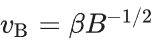 v_B = βB^{-1/2}